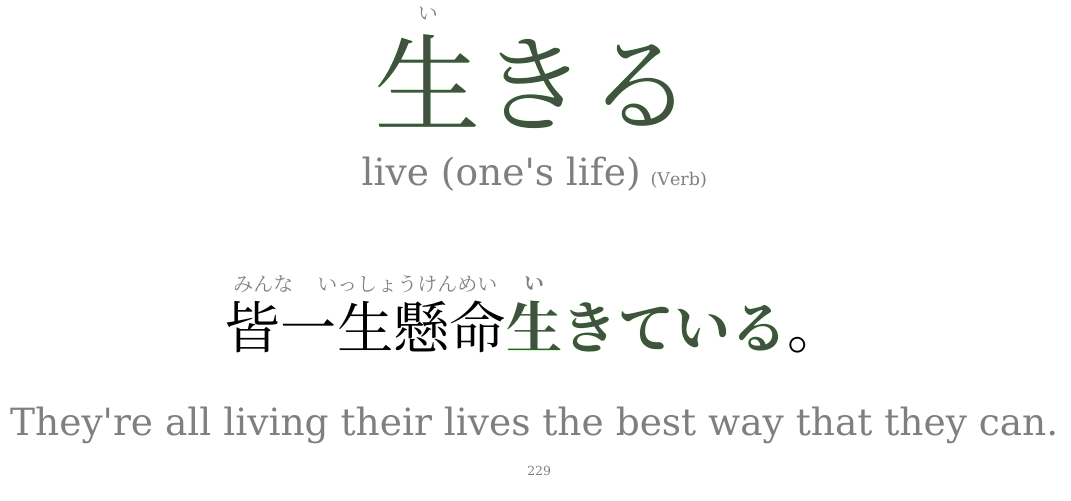 い
生きる
live (one's life) (Verb)
みんな いっしょうけんめい い
皆一生懸命生きている。
They're all living their lives the best way that they can.
229